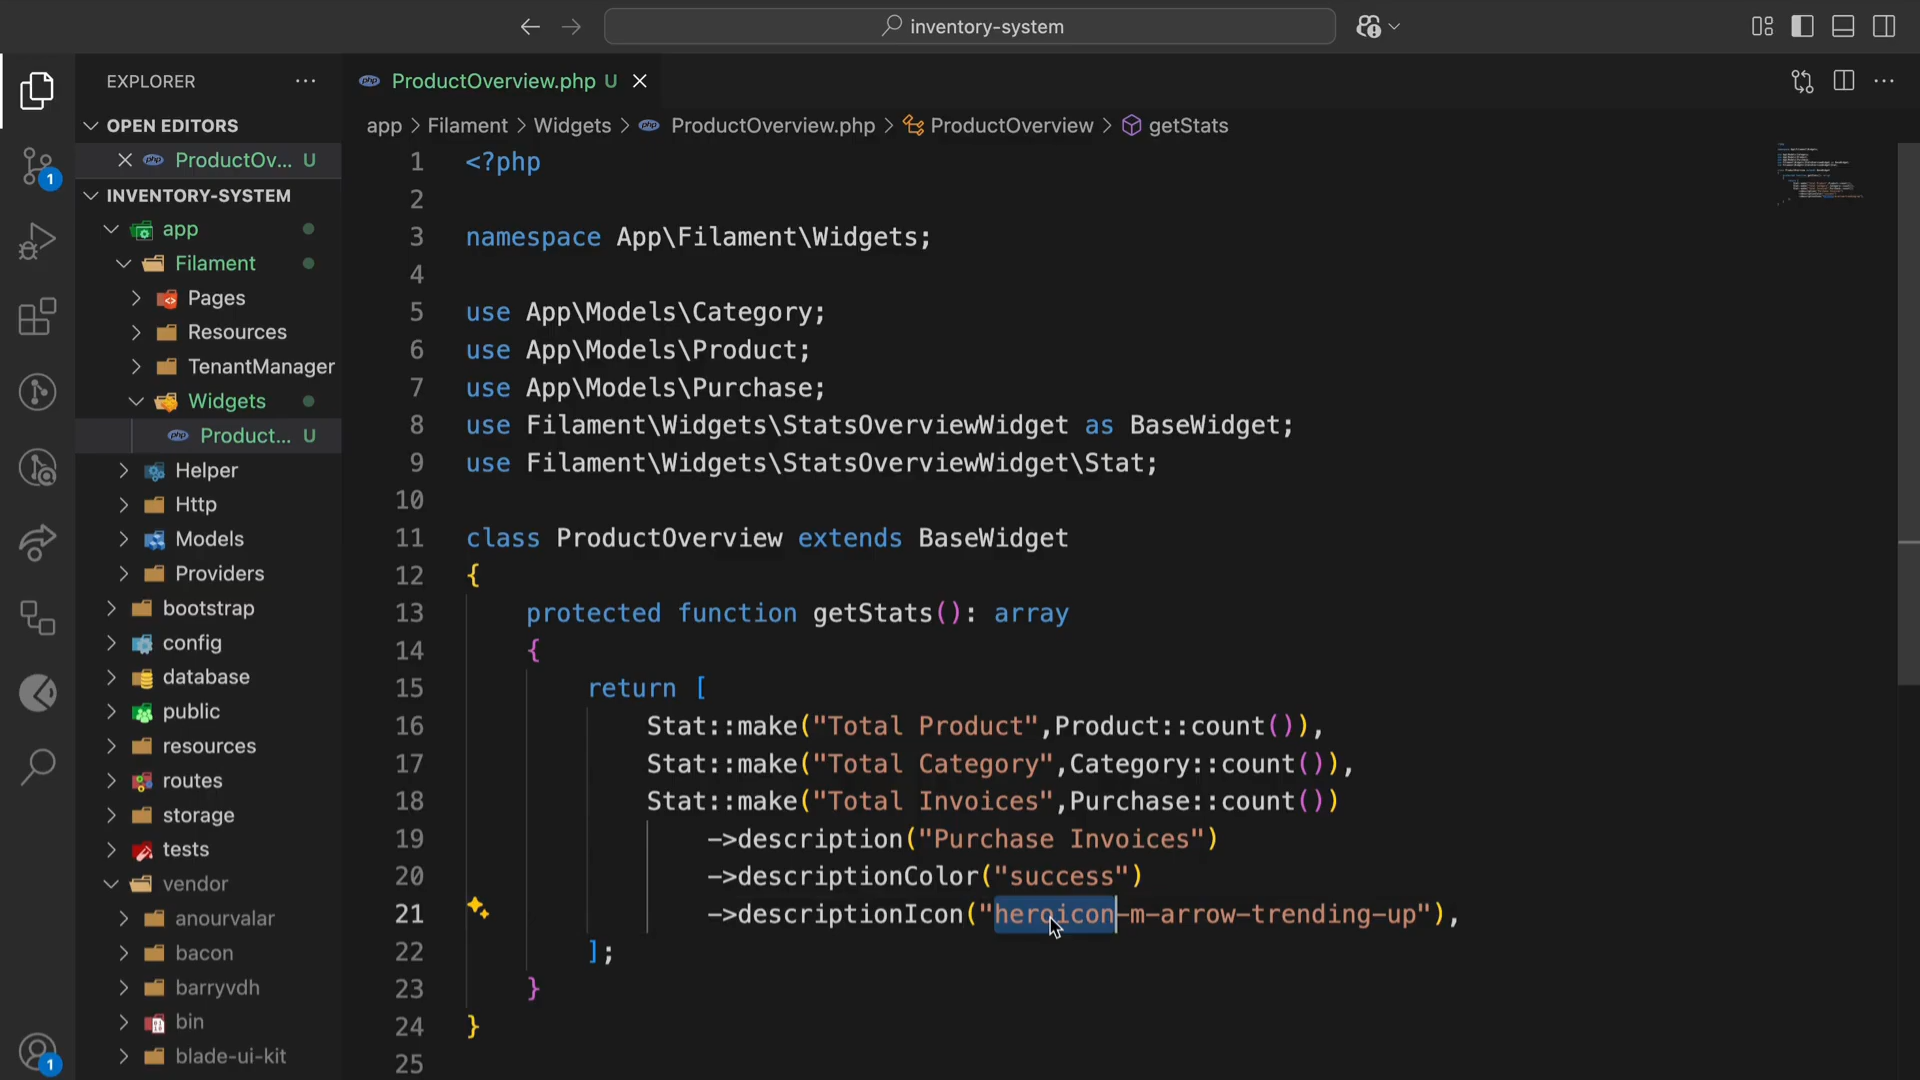 inventory-system
EXPLORER
OPEN EDITORS
ProductOv... U
INVENTORY-SYSTEM
app
Filament
Pages
Resources
TenantManager
Widgets
Product... U
Helper
Http
Models
Providers
bootstrap
config
database
public
resources
routes
storage
tests
vendor
anourvalar
bacon
barryvdh
bin
blade-ui-kit
1
1
ProductOverview.php U
app > Filament > Widgets > ProductOverview.php > ProductOverview > getStats
1 <?php
2
3 namespace App\Filament\Widgets;
4
5 use App\Models\Category;
6 use App\Models\Product;
7 use App\Models\Purchase;
8 use Filament\Widgets\StatsOverviewWidget as BaseWidget;
9 use Filament\Widgets\StatsOverviewWidget\Stat;
10
11 class ProductOverview extends BaseWidget
12 {
13 protected function getStats(): array
14 {
15 return [
16 Stat::make("Total Product",Product::count()),
17 Stat::make("Total Category",Category::count()),
18 Stat::make("Total Invoices",Purchase::count())
19 ->description("Purchase Invoices")
20 ->descriptionColor("success")
21 ->descriptionIcon("heroicon-m-arrow-trending-up"),
22 ];
23 }
24 }
25